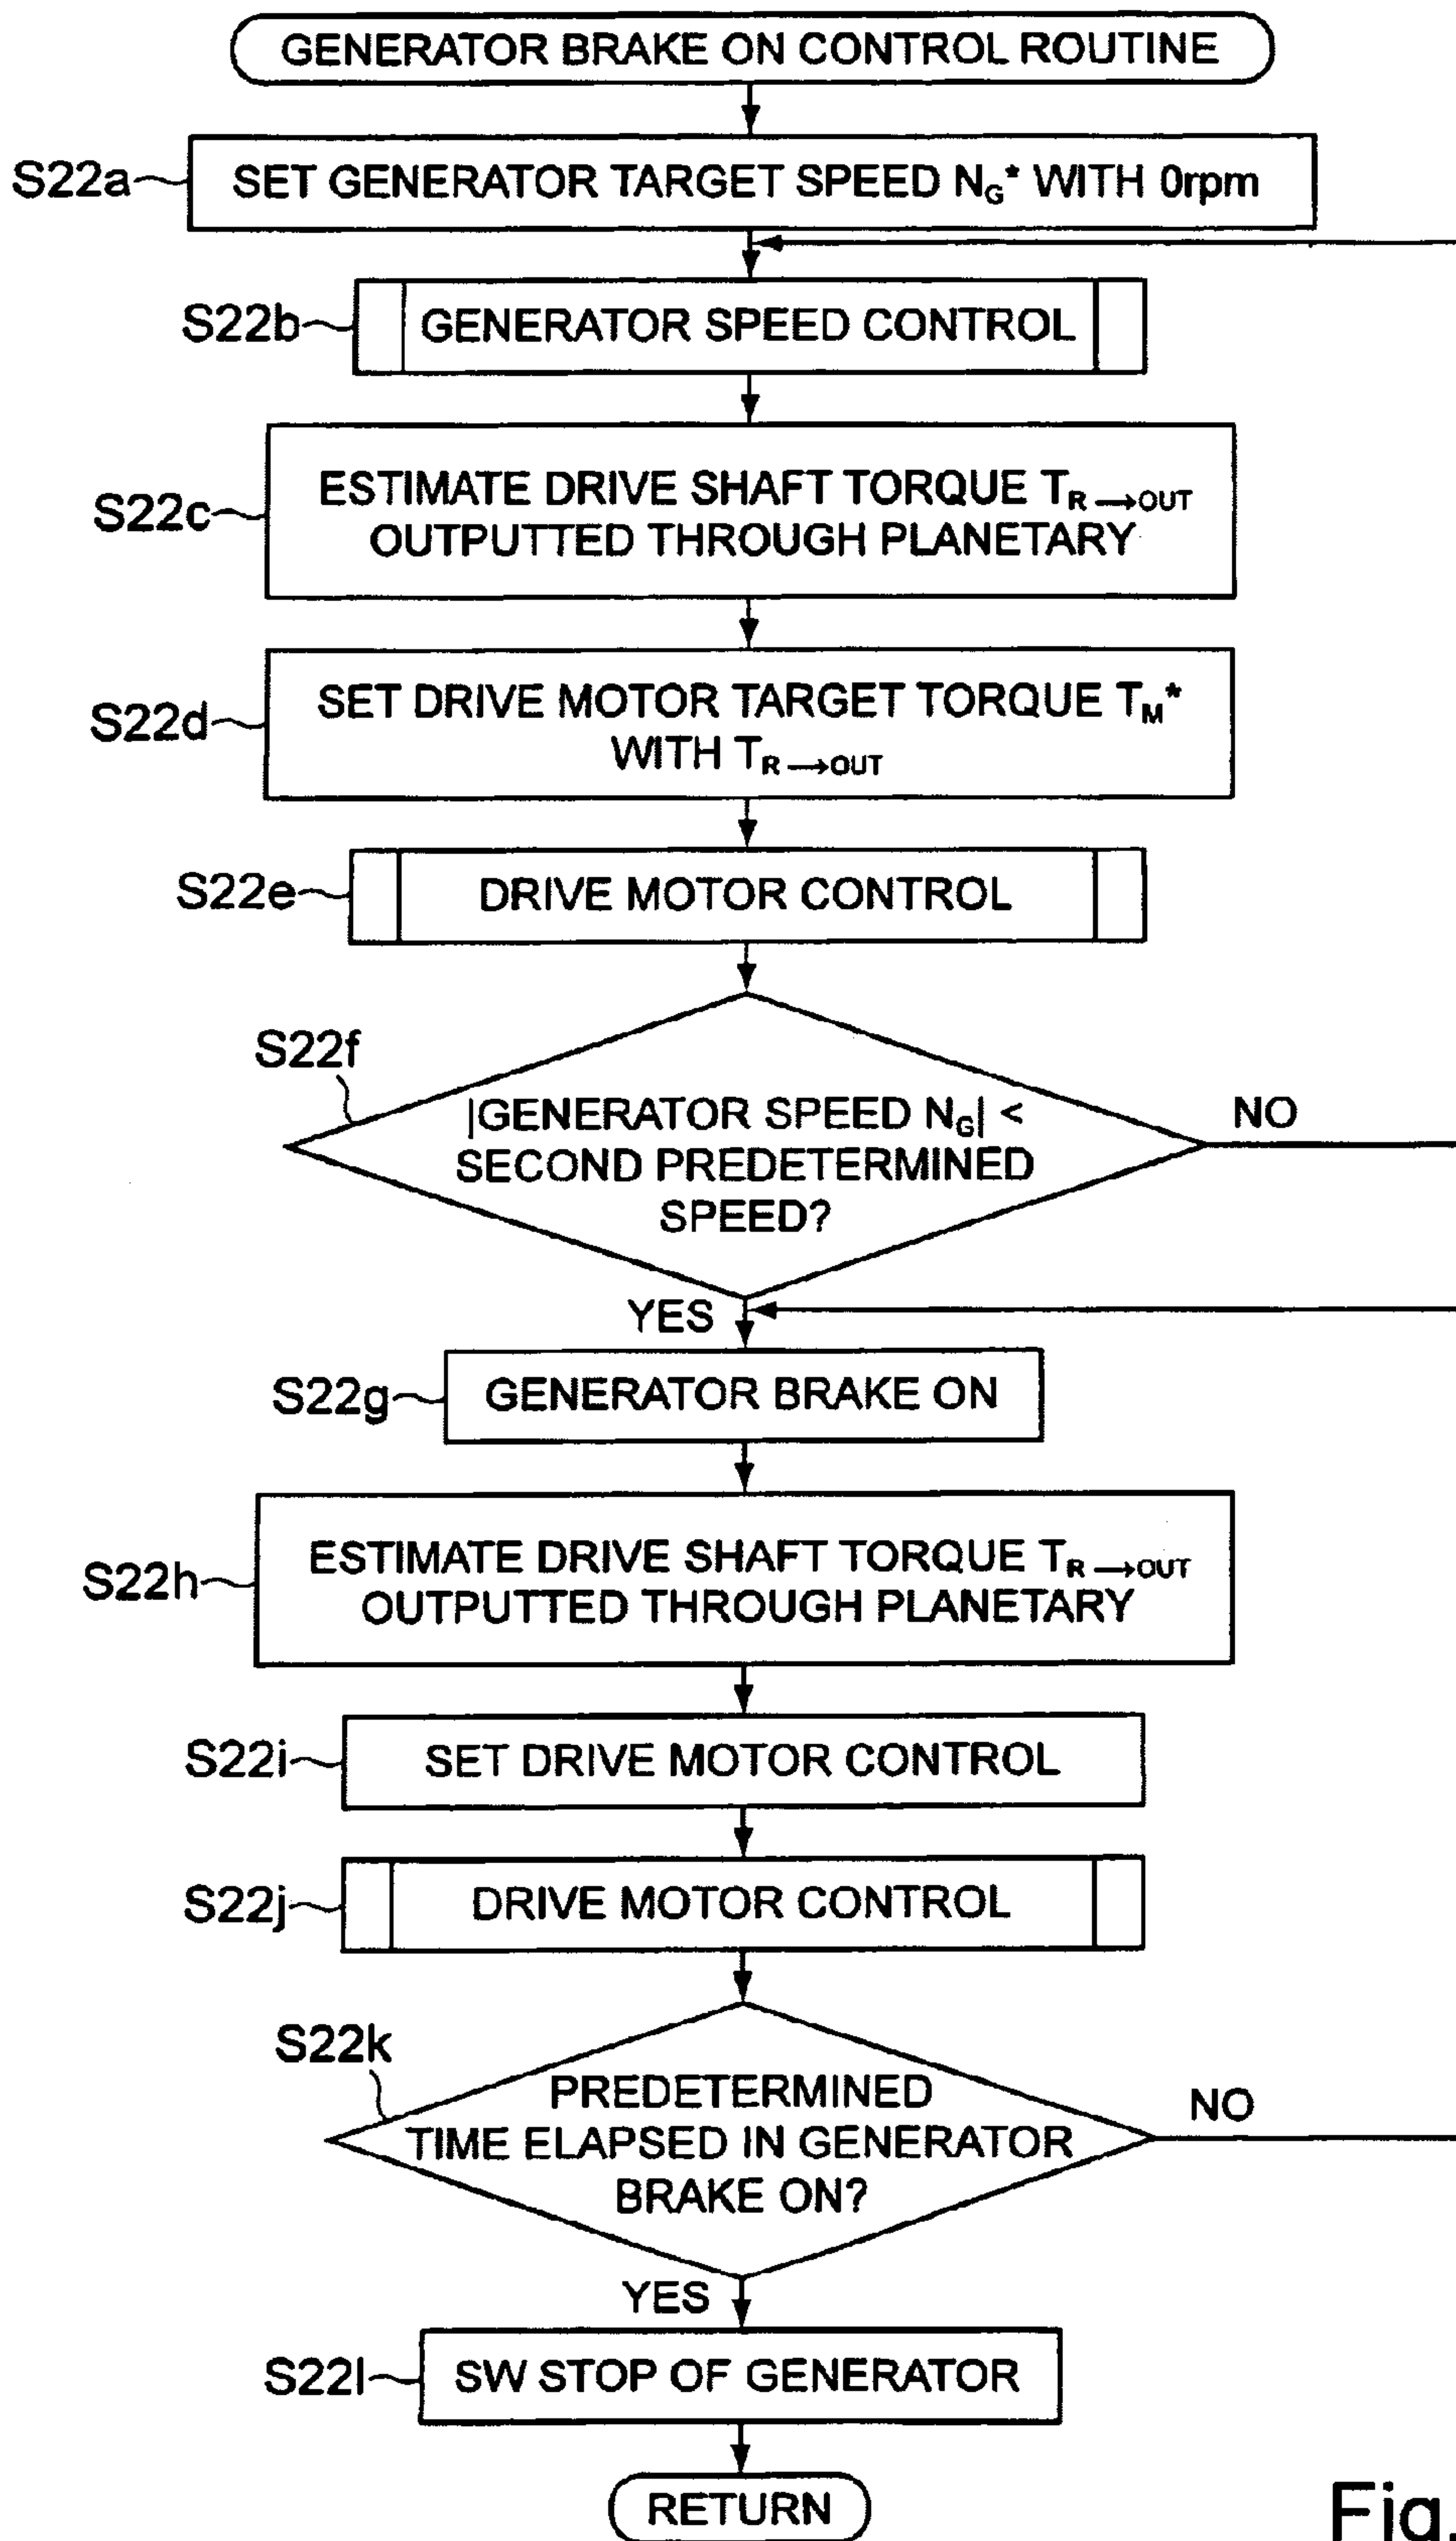 GENERATOR BRAKE ON CONTROL ROUTINE
S22a
SET GENERATOR TARGET SPEED NG* WITH 0rpm
S22b
GENERATOR SPEED CONTROL
S22c
ESTIMATE DRIVE SHAFT TORQUE TR→OUT
OUTPUTTED THROUGH PLANETARY
S22d
SET DRIVE MOTOR TARGET TORQUE TM*
WITH TR→OUT
S22e
DRIVE MOTOR CONTROL
S22f
|GENERATOR SPEED NG| <
SECOND PREDETERMINED
SPEED?
NO
YES
S22g
GENERATOR BRAKE ON
S22h
ESTIMATE DRIVE SHAFT TORQUE TR→OUT
OUTPUTTED THROUGH PLANETARY
S22i
SET DRIVE MOTOR CONTROL
S22j
DRIVE MOTOR CONTROL
S22k
PREDETERMINED
TIME ELAPSED IN GENERATOR
BRAKE ON?
NO
YES
S22l
SW STOP OF GENERATOR
RETURN
Fig.